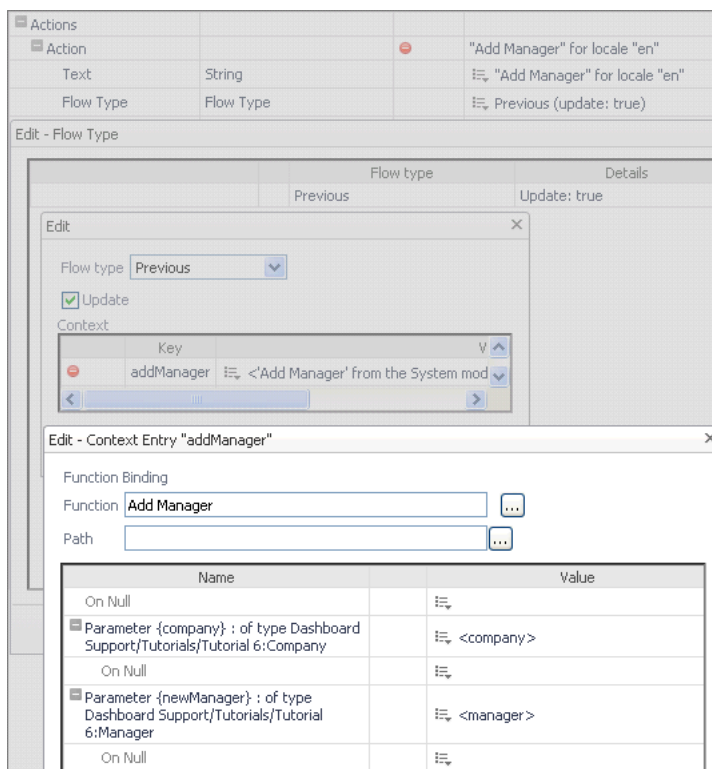 Actions
Action "Add Manager" for locale "en"
Text String "Add Manager" for locale "en"
Flow Type Flow Type Previous (update: true)
Edit - Flow Type
Flow type Details
Previous Update: true
Edit
Flow type Previous
Update
Context
Key V
addManager <'Add Manager' from the System mod
Edit - Context Entry "addManager"
Function Binding
Function Add Manager ...
Path ...
Name Value
On Null
Parameter {company} : of type Dashboard
Support/Tutorials/Tutorial 6:Company
<company>
On Null
Parameter {newManager} : of type
Dashboard Support/Tutorials/Tutorial
6:Manager
<manager>
On Null